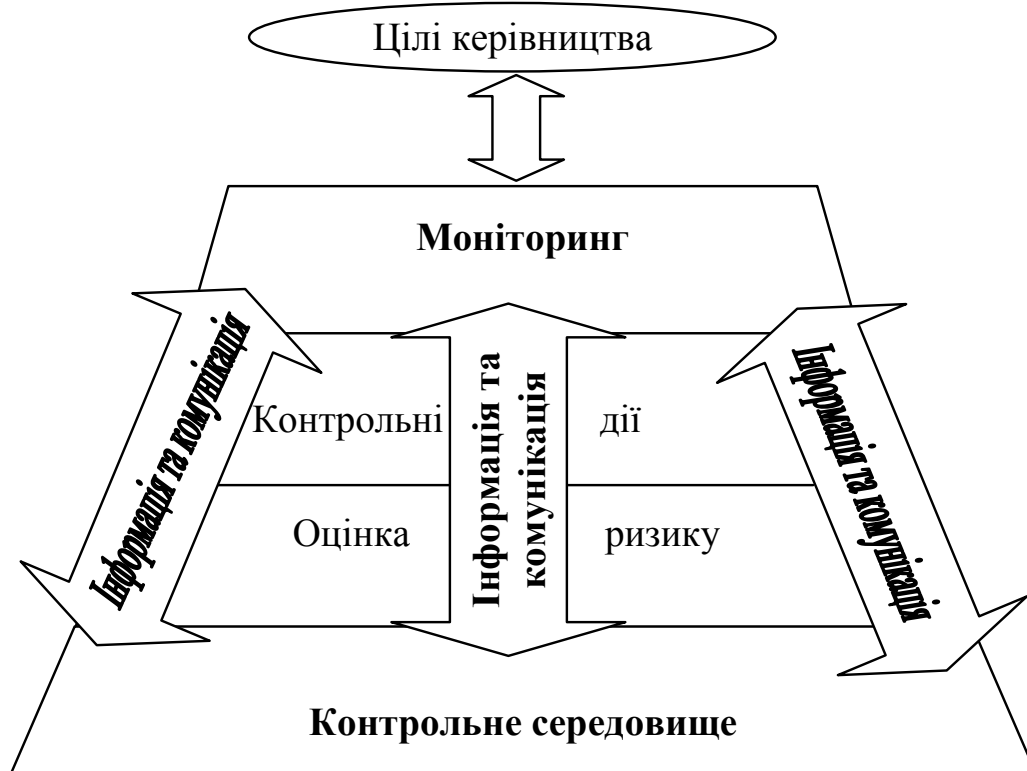 Цілі керівництва
Моніторинг
Інформація та комунікація
Інформація та
комунікація
Інформація та комунікація
Контрольні дії
Оцінка ризику
Контрольне середовище